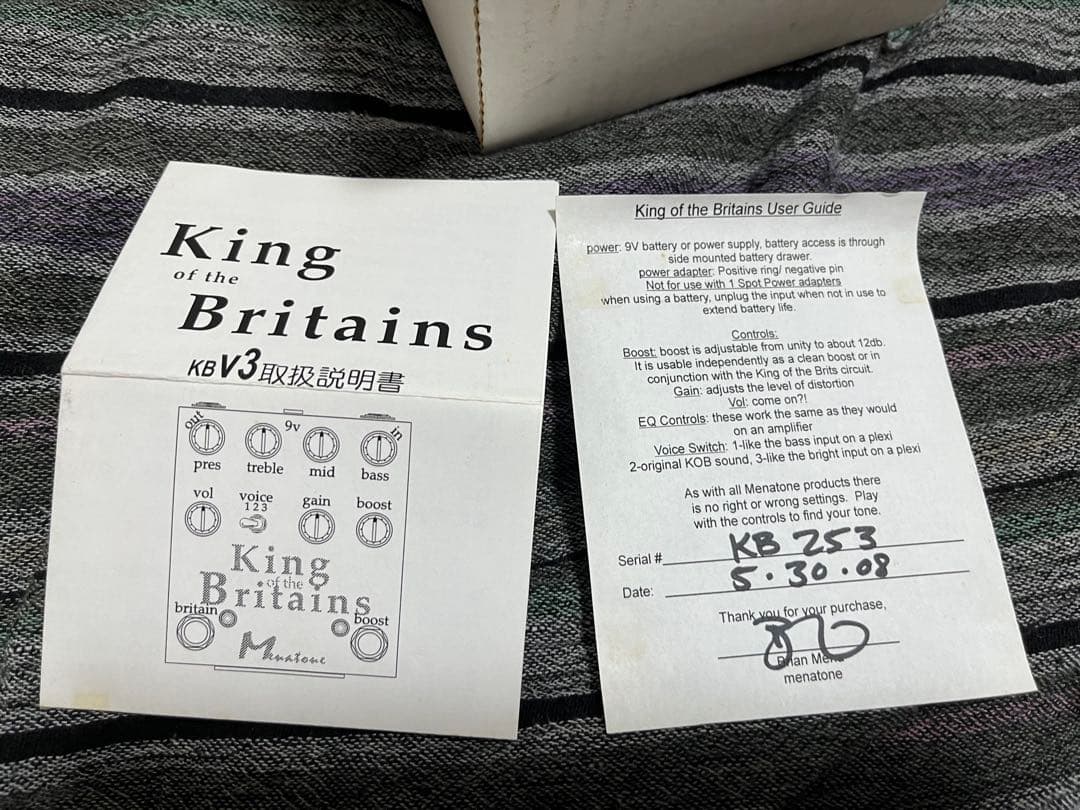 King
of the
Britains
KBV3取扱説明書
out
9v
in
pres treble mid bass
vol voice gain boost
1 2 3
King
of the
Britains
britain
boost
Menatone
King of the Britains User Guide
power: 9V battery or power supply, battery access is through
side mounted battery drawer.
power adapter: Positive ring/ negative pin
Not for use with 1 Spot Power adapters
when using a battery, unplug the input when not in use to
extend battery life.
Controls:
Boost: boost is adjustable from unity to about 12db.
It is usable independently as a clean boost or in
conjunction with the King of the Brits circuit.
Gain: adjusts the level of distortion
Vol: come on?!
EQ Controls: these work the same as they would
on an amplifier
Voice Switch: 1-like the bass input on a plexi
2-original KOB sound, 3-like the bright input on a plexi
As with all Menatone products there
is no right or wrong settings. Play
with the controls to find your tone.
Serial # KB 253
Date: 5.30.08
Thank you for your purchase,
Brian
menatone